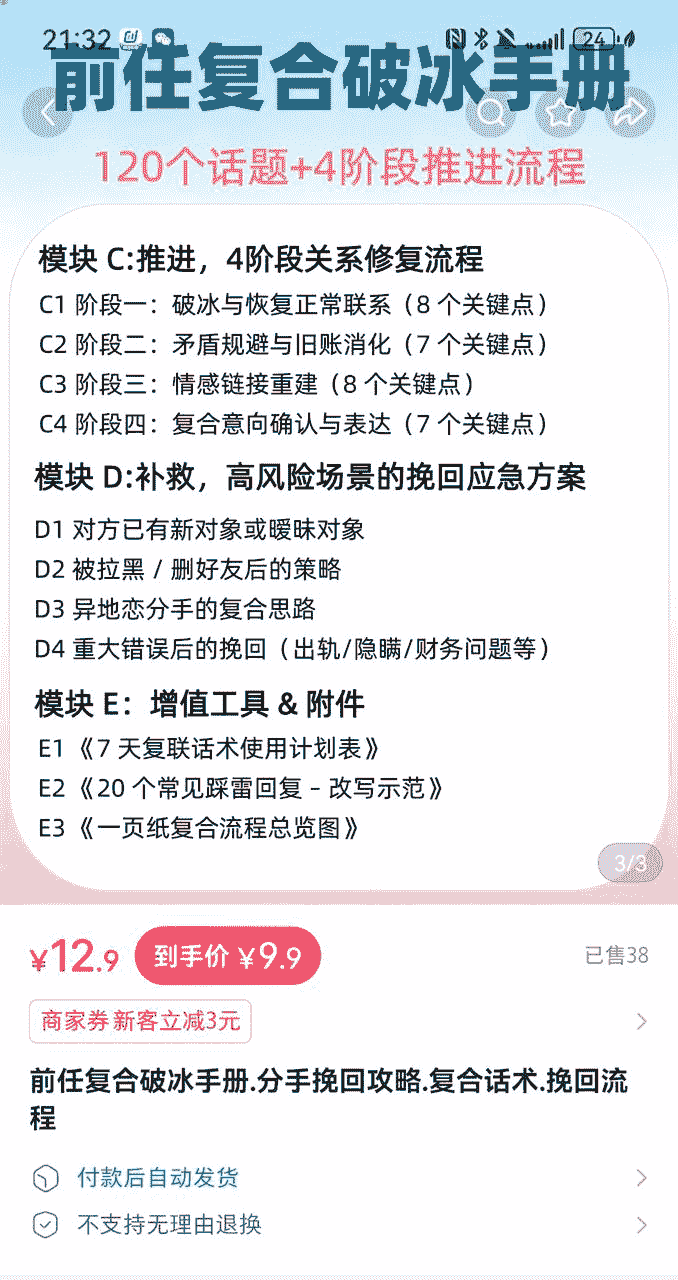 21:32
24
前任复合破冰手册
120个话题+4阶段推进流程
模块 C:推进，4阶段关系修复流程
C1 阶段一：破冰与恢复正常联系（8 个关键点）
C2 阶段二：矛盾规避与旧账消化（7 个关键点）
C3 阶段三：情感链接重建（8 个关键点）
C4 阶段四：复合意向确认与表达（7 个关键点）
模块 D:补救，高风险场景的挽回应急方案
D1 对方已有新对象或暧昧对象
D2 被拉黑 / 删好友后的策略
D3 异地恋分手的复合思路
D4 重大错误后的挽回（出轨/隐瞒/财务问题等）
模块 E：增值工具 & 附件
E1《7 天复联话术使用计划表》
E2《20 个常见踩雷回复 – 改写示范》
E3《一页纸复合流程总览图》
3/3
¥12.9 到手价 ¥9.9 已售38
商家券 新客立减3元
前任复合破冰手册.分手挽回攻略.复合话术.挽回流
程
付款后自动发货
不支持无理由退换